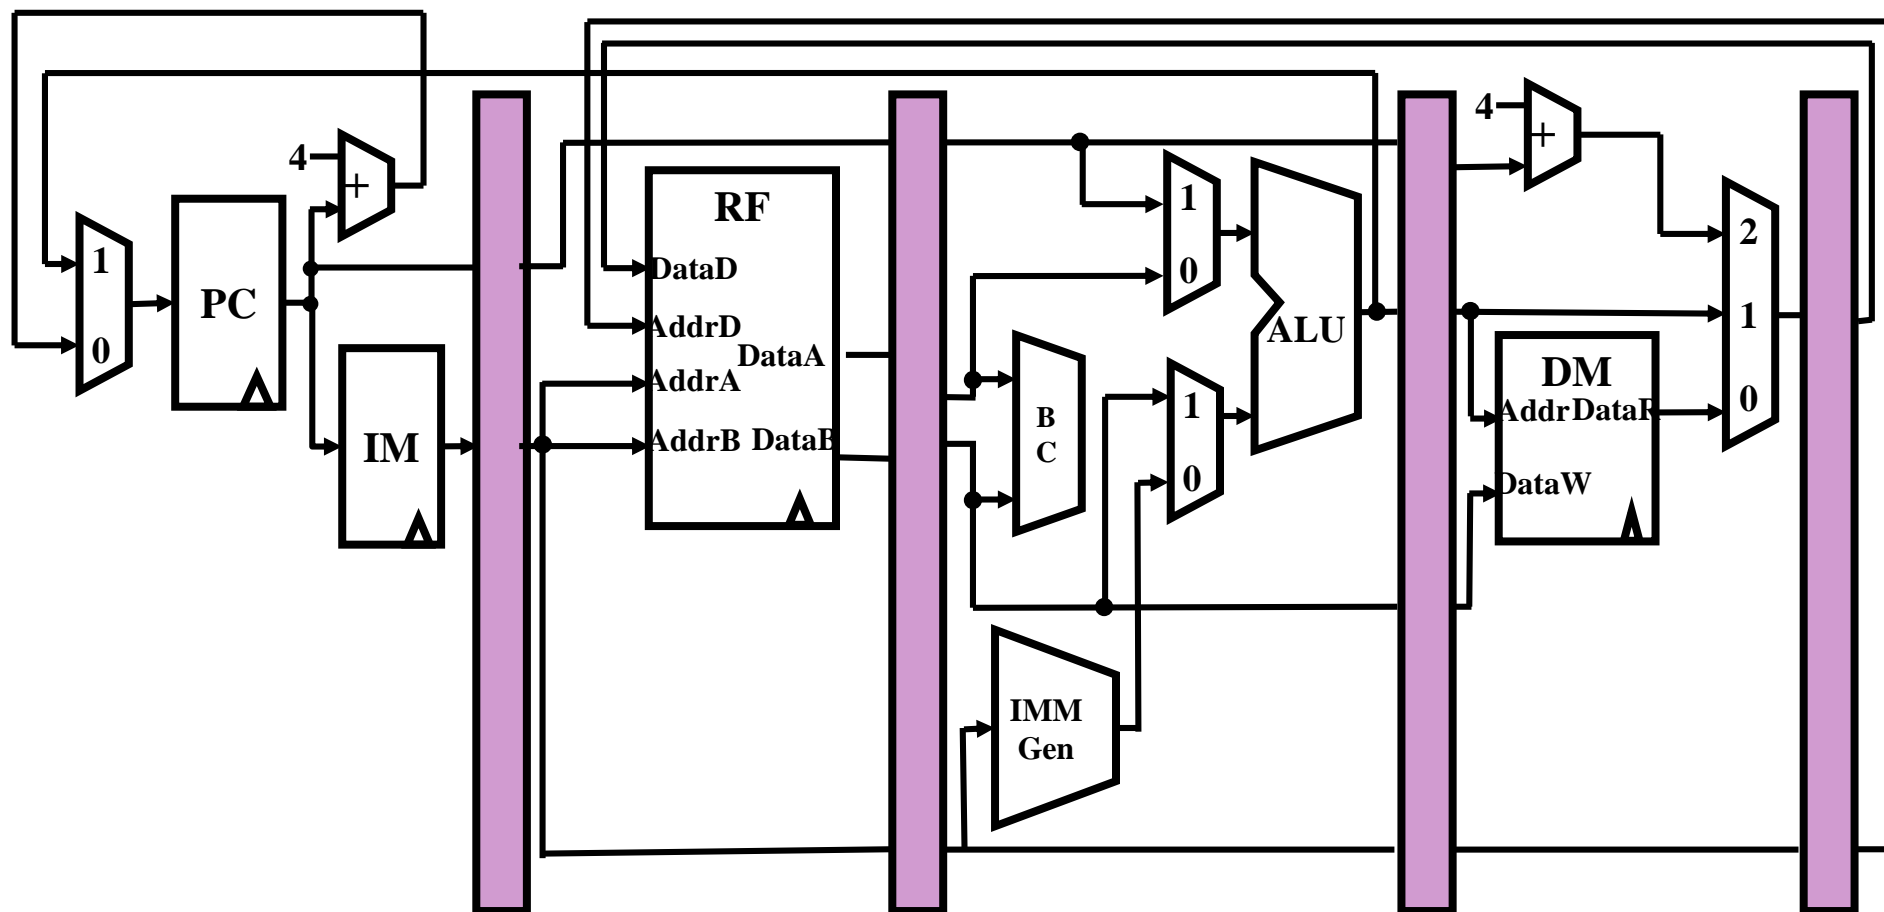 4
+
1
0
PC
IM
RF
DataD
AddrD
DataA
AddrA
AddrB
DataB
B
C
IMM
Gen
1
0
1
0
ALU
4
+
DM
Addr
DataR
DataW
2
1
0